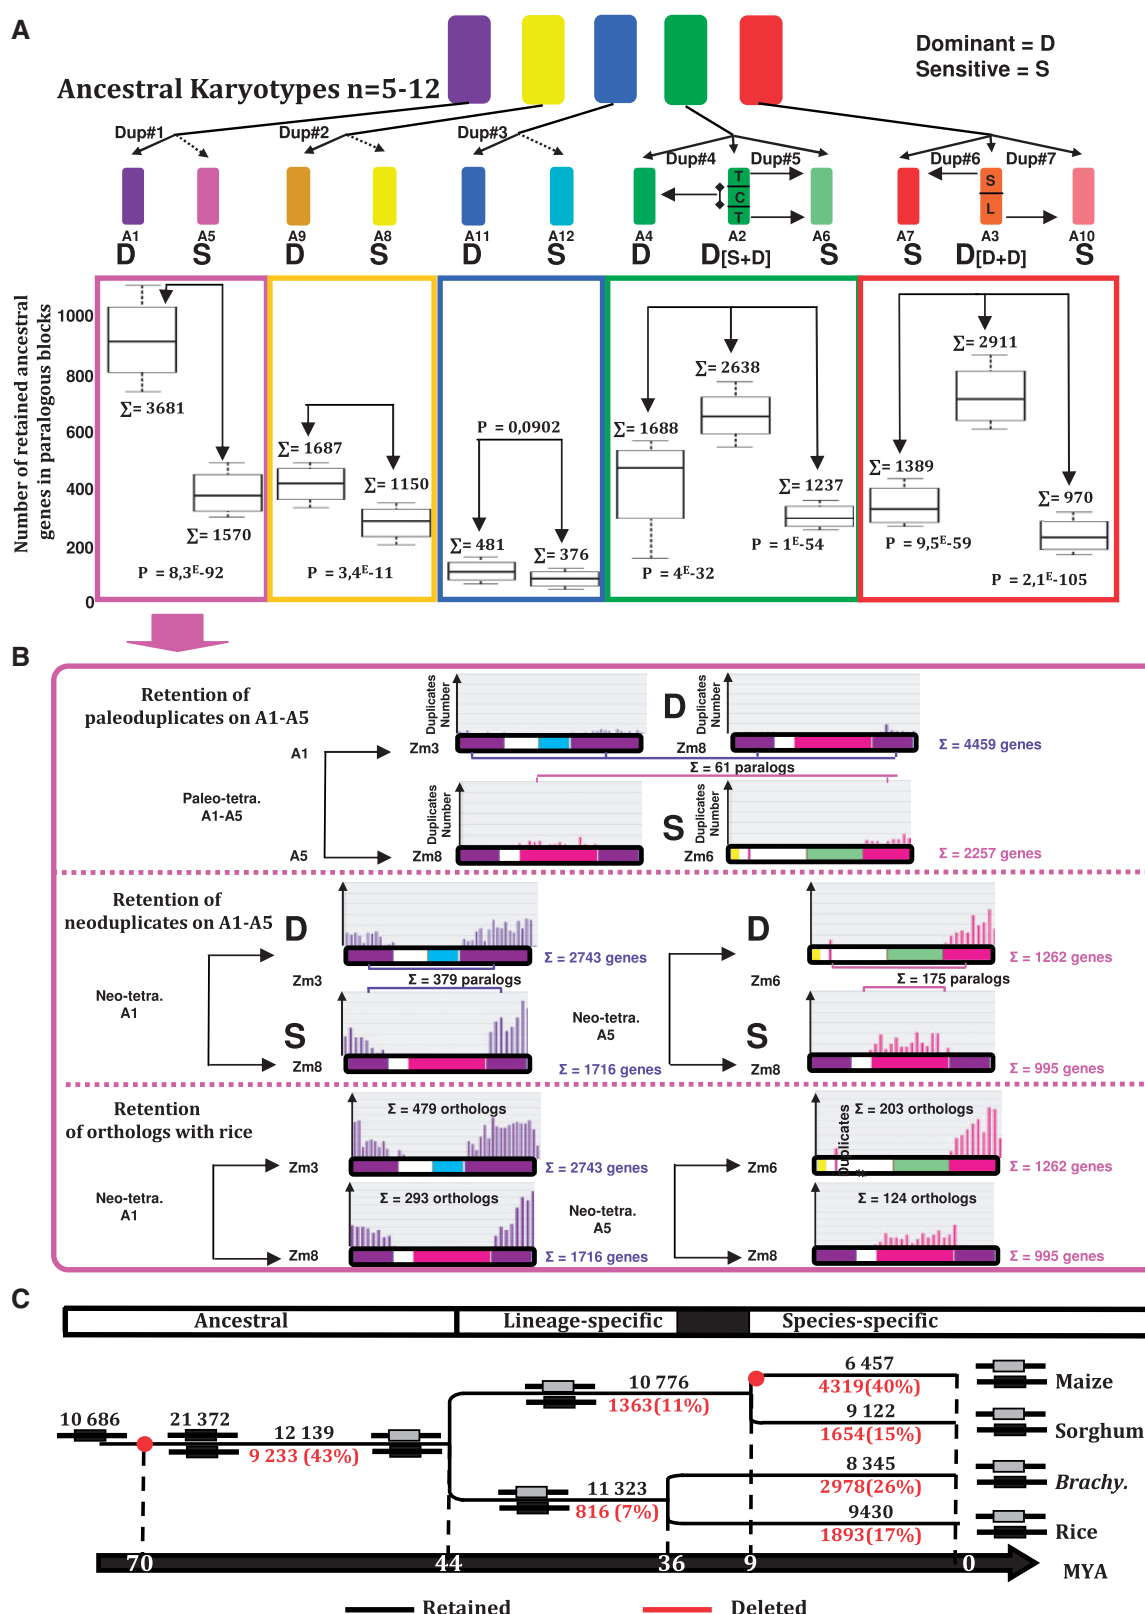 A
Dominant = D
Sensitive = S
Ancestral Karyotypes n=5-12
Dup#1
Dup#2
Dup#3
Dup#4
Dup#5
Dup#6
Dup#7
T
C
T
S
L
A1
A5
A9
A8
A11
A12
A4
A2
A6
A7
A3
A10
D
S
D
S
D
S
D
D[S+D]
S
S
D[D+D]
S
Number of retained ancestral
genes in paralogous blocks
1000
800
600
400
200
0
∑= 3681
∑= 1570
P = 8,3E-92
∑= 1687
∑= 1150
P = 3,4E-11
P = 0,0902
∑= 481
∑= 376
∑= 1688
∑= 2638
∑= 1237
P = 4E-32
P = 1E-54
∑= 1389
∑= 2911
∑= 970
P = 9,5E-59
P = 2,1E-105
B
Retention of
paleoduplicates on A1-A5
A1
Paleo-tetra.
A1-A5
A5
Duplicates
Number
Zm3
D
Duplicates
Number
Zm8
Σ = 4459 genes
Σ = 61 paralogs
Duplicates
Number
Zm8
S
Duplicates
Number
Zm6
Σ = 2257 genes
Retention of
neoduplicates on A1-A5
D
Zm3
Σ = 2743 genes
Σ = 379 paralogs
Neo-tetra.
A1
S
Zm8
Σ = 1716 genes
D
Zm6
Σ = 1262 genes
Σ = 175 paralogs
Neo-tetra.
A5
S
Zm8
Σ = 995 genes
Retention
of orthologs with rice
Σ = 479 orthologs
Zm3
Σ = 2743 genes
Neo-tetra.
A1
Σ = 293 orthologs
Zm8
Σ = 1716 genes
Duplicates
Σ = 203 orthologs
Zm6
Σ = 1262 genes
Neo-tetra.
A5
Σ = 124 orthologs
Zm8
Σ = 995 genes
C
Ancestral
Lineage-specific
Species-specific
10 686
21 372
12 139
9 233 (43%)
10 776
1363(11%)
11 323
816 (7%)
6 457
4319(40%)
Maize
9 122
1654(15%)
Sorghum
8 345
2978(26%)
Brachy.
9430
1893(17%)
Rice
70
44
36
9
0
MYA
Retained
Deleted